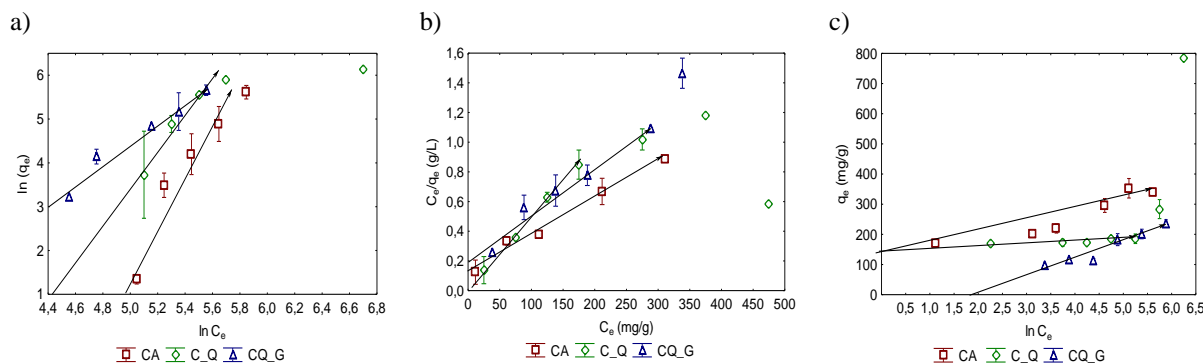 a)
ln (qe)
6
5
4
3
2
1
4,4 4,6 4,8 5,0 5,2 5,4 5,6 5,8 6,0 6,2 6,4 6,6 6,8
ln Ce
CA C_Q CQ_G
b)
Ce/qe (g/L)
1,6
1,4
1,2
1,0
0,8
0,6
0,4
0,2
0,0
0 50 100 150 200 250 300 350 400 450 500
Ce (mg/g)
CA C_Q CQ_G
c)
qe (mg/g)
800
700
600
500
400
300
200
100
0
0,5 1,0 1,5 2,0 2,5 3,0 3,5 4,0 4,5 5,0 5,5 6,0 6,5
ln Ce
CA C_Q CQ_G